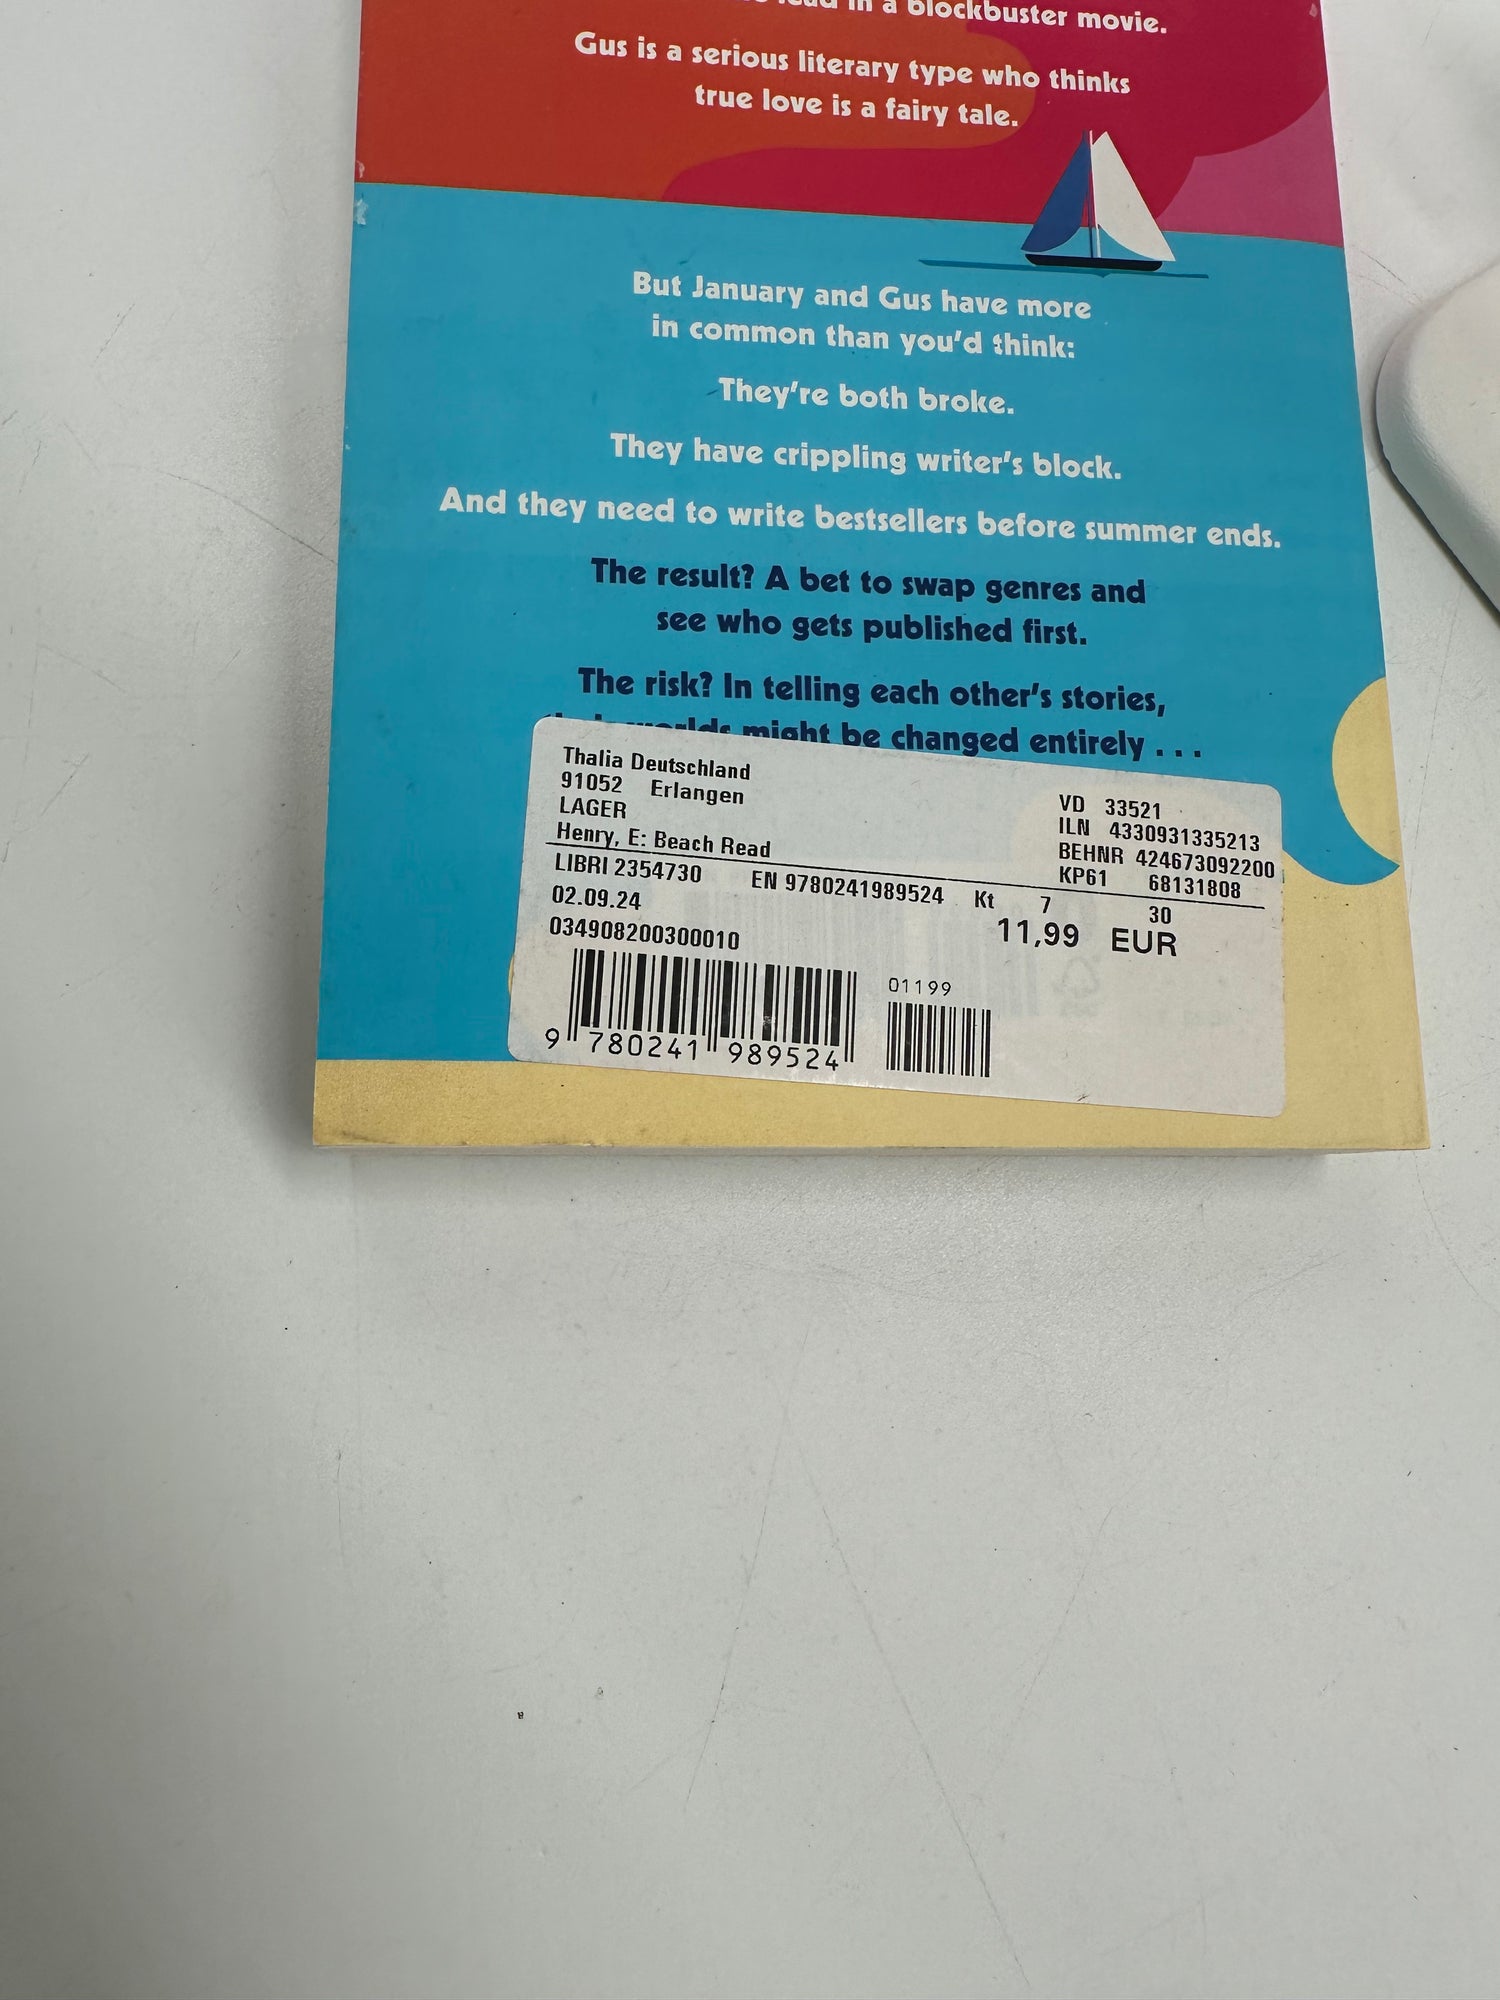 in a blockbuster movie.
Gus is a serious literary type who thinks
true love is a fairy tale.
But January and Gus have more
in common than you'd think:
They're both broke.
They have crippling writer's block.
And they need to write bestsellers before summer ends.
The result? A bet to swap genres and
see who gets published first.
The risk? In telling each other's stories,
worlds might be changed entirely . . .
Thalia Deutschland
91052 Erlangen
LAGER
Henry, E: Beach Read
VD 33521
ILN 4330931335213
BEHNR 424673092200
KP61 68131808
LIBRI 2354730 EN 9780241989524 Kt 7 30
02.09.24
11,99 EUR
034908200300010
01199
9 780241 989524